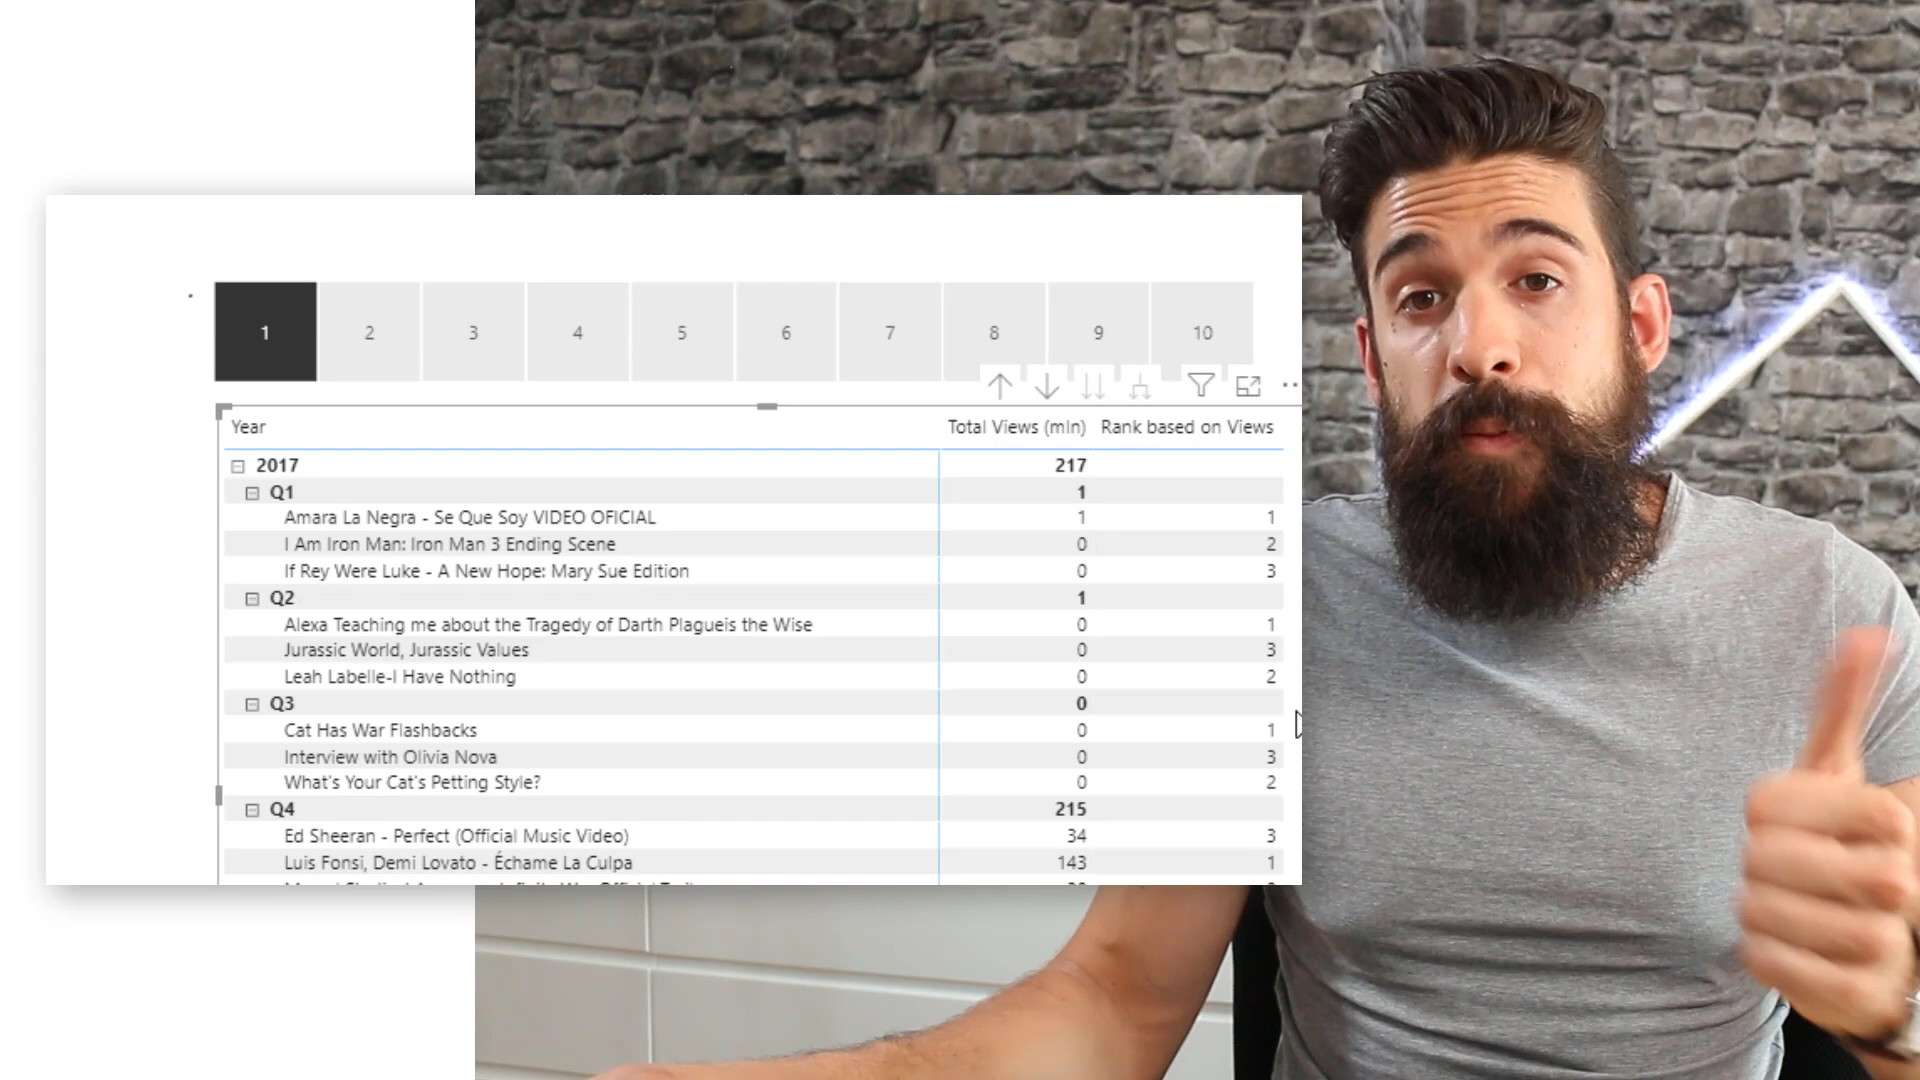 1 2 3 4 5 6 7 8 9 10
Year Total Views (mln) Rank based on Views
2017 217
Q1 1
Amara La Negra - Se Que Soy VIDEO OFICIAL 1 1
I Am Iron Man: Iron Man 3 Ending Scene 0 2
If Rey Were Luke - A New Hope: Mary Sue Edition 0 3
Q2 1
Alexa Teaching me about the Tragedy of Darth Plagueis the Wise 0 1
Jurassic World, Jurassic Values 0 3
Leah Labelle-I Have Nothing 0 2
Q3 0
Cat Has War Flashbacks 0 1
Interview with Olivia Nova 0 3
What's Your Cat's Petting Style? 0 2
Q4 215
Ed Sheeran - Perfect (Official Music Video) 34 3
Luis Fonsi, Demi Lovato - Échame La Culpa 143 1